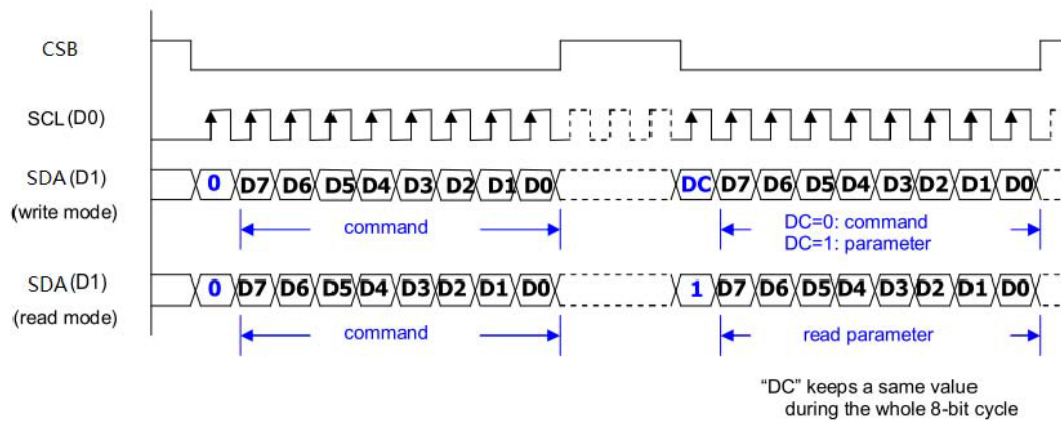 CSB
SCL(D0)
SDA(D1)
(write mode)
0 D7 D6 D5 D4 D3 D2 D1 D0 DC D7 D6 D5 D4 D3 D2 D1 D0
command
DC=0: command
DC=1: parameter
SDA(D1)
(read mode)
0 D7 D6 D5 D4 D3 D2 D1 D0 1 D7 D6 D5 D4 D3 D2 D1 D0
command read parameter
“DC” keeps a same value
during the whole 8-bit cycle